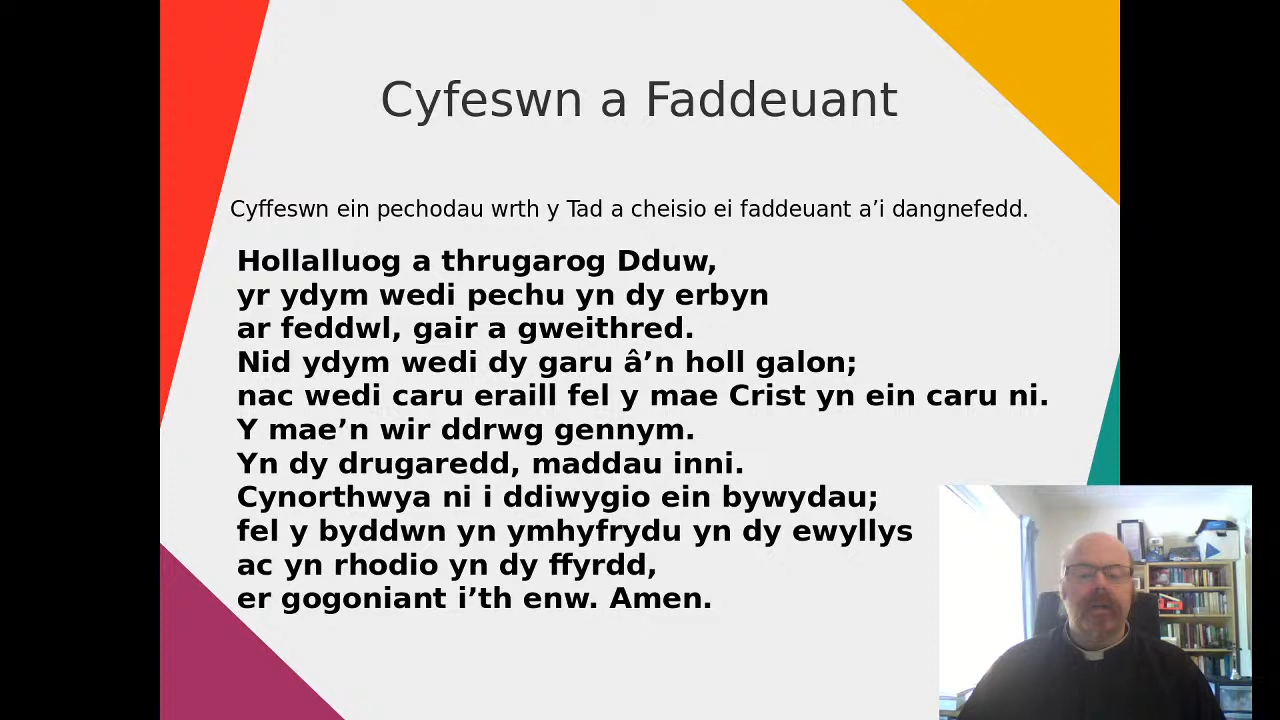 Cyfeswn a Faddeuant
Cyffeswn ein pechodau wrth y Tad a cheisio ei faddeuant a’i dangnefedd.
Hollalluog a thrugarog Dduw,
yr ydym wedi pechu yn dy erbyn
ar feddwl, gair a gweithred.
Nid ydym wedi dy garu â’n holl galon;
nac wedi caru eraill fel y mae Crist yn ein caru ni.
Y mae’n wir ddrwg gennym.
Yn dy drugaredd, maddau inni.
Cynorthwya ni i ddiwygio ein bywydau;
fel y byddwn yn ymhyfrydu yn dy ewyllys
ac yn rhodio yn dy ffyrdd,
er gogoniant i’th enw. Amen.